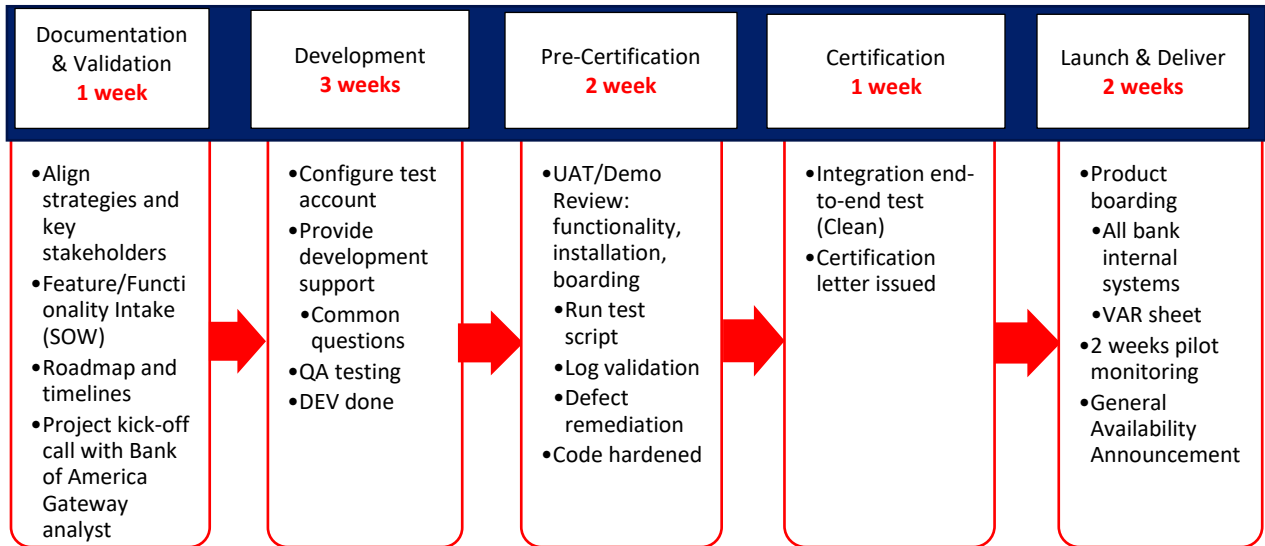 Documentation
& Validation
1 week
Development
3 weeks
Pre-Certification
2 week
Certification
1 week
Launch & Deliver
2 weeks
•Align
strategies and
key
stakeholders
•Feature/Functi
onality Intake
(SOW)
•Roadmap and
timelines
•Project kick-off
call with Bank
of America
Gateway
analyst
•Configure test
account
•Provide
development
support
•Common
questions
•QA testing
•DEV done
•UAT/Demo
Review:
functionality,
installation,
boarding
•Run test
script
•Log validation
•Defect
remediation
•Code hardened
•Integration end-
to-end test
(Clean)
•Certification
letter issued
•Product
boarding
•All bank
internal
systems
•VAR sheet
•2 weeks pilot
monitoring
•General
Availability
Announcement